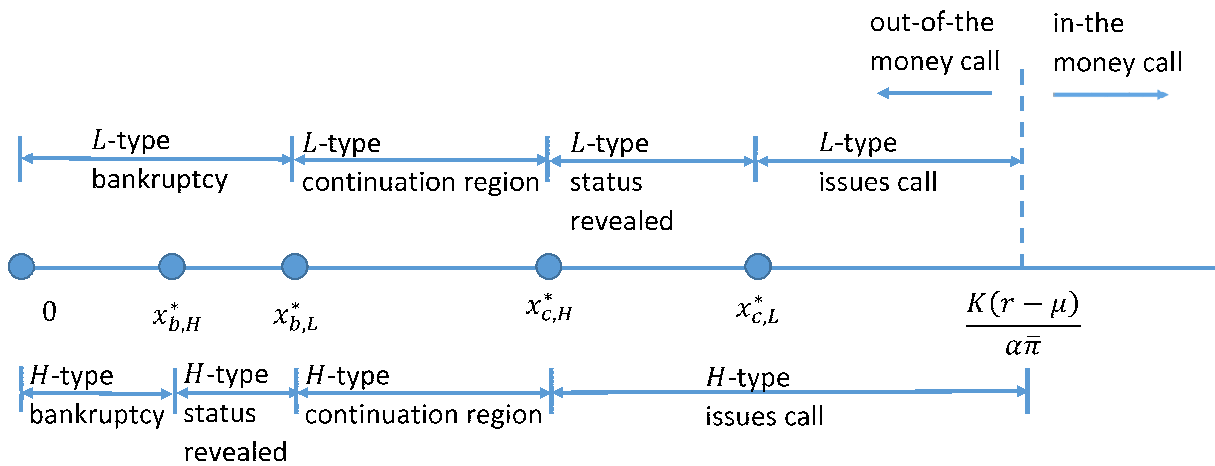 out-of-the
money call
in-the
money call
L-type
bankruptcy
L-type
continuation region
L-type
status
revealed
L-type
issues call
0
x*b,H
x*b,L
x*c,H
x*c,L
K(r − μ)
απ̄
H-type
bankruptcy
H-type
status
revealed
H-type
continuation region
H-type
issues call